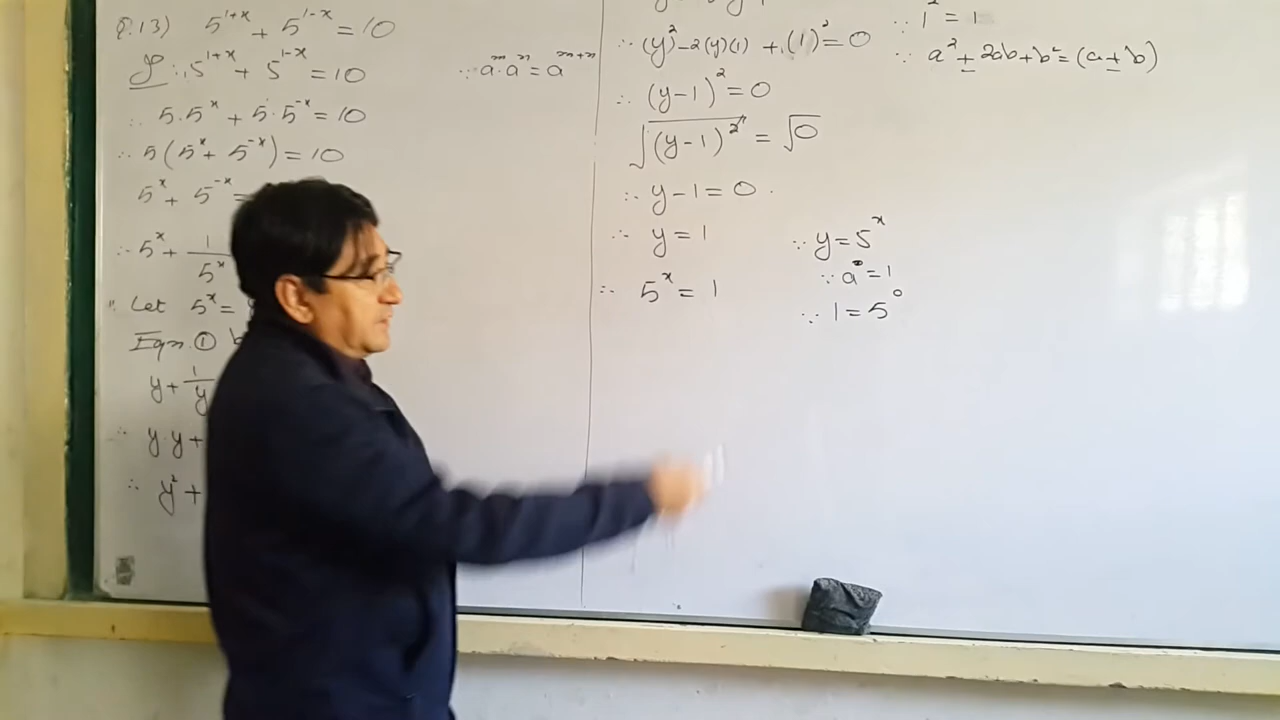 Q.13) 5^{1+x} + 5^{1-x} = 10
∴ 5^{1+x} + 5^{1-x} = 10
∵ a^m·a^n = a^{m+n}
∴ 5·5^x + 5·5^{-x} = 10
∴ 5(5^x + 5^{-x}) = 10
5^x + 5^{-x} =
∴ 5^x + 1/5^x
∴ Let 5^x =
Eqn. ①
y + 1/y
∴ y·y +
∴ y² +
∴ (y)² - 2(y)(1) + (1)² = 0
∴ (y-1)² = 0
√(y-1)² = √0
∴ y - 1 = 0
∴ y = 1
∴ 5^x = 1
∵ 1² = 1
∵ a² ± 2ab + b² = (a ± b)
∵ y = 5^x
∵ a^0 = 1
∵ 1 = 5^0